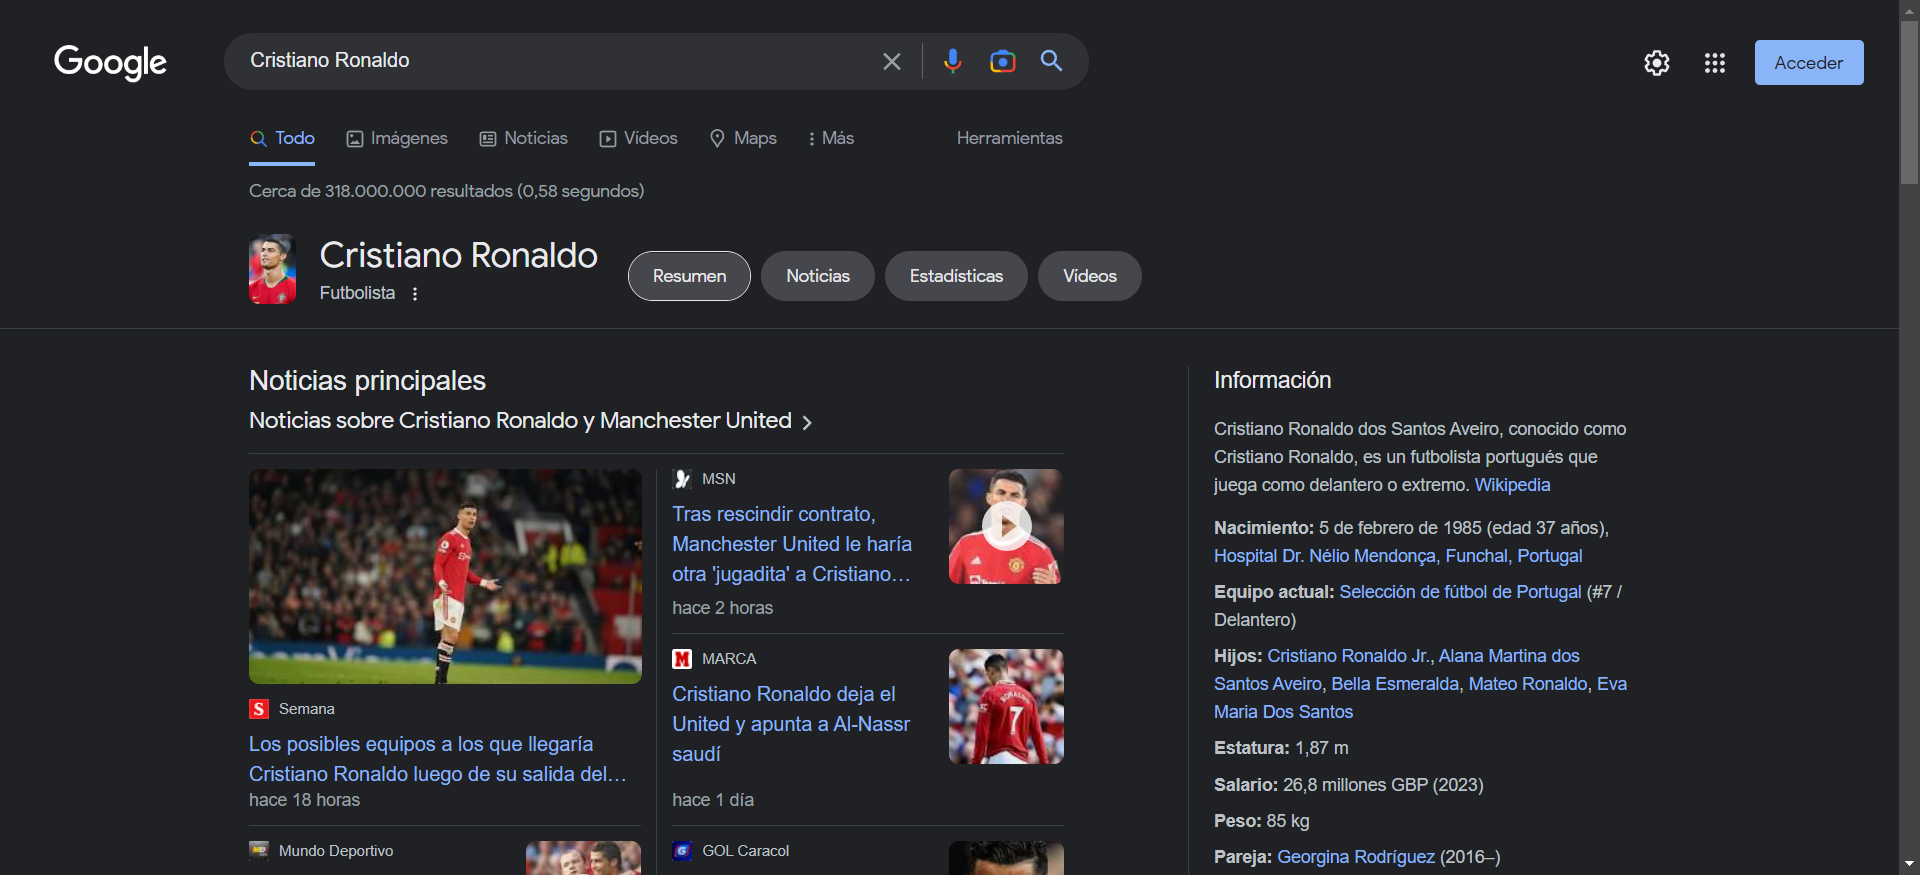 Google
Cristiano Ronaldo
Acceder
Todo
Imágenes
Noticias
Vídeos
Maps
Más
Herramientas
Cerca de 318.000.000 resultados (0,58 segundos)
Cristiano Ronaldo
Futbolista
Resumen
Noticias
Estadísticas
Vídeos
Noticias principales
Noticias sobre Cristiano Ronaldo y Manchester United
Semana
Los posibles equipos a los que llegaría
Cristiano Ronaldo luego de su salida del...
hace 18 horas
Mundo Deportivo
MSN
Tras rescindir contrato,
Manchester United le haría
otra 'jugadita' a Cristiano...
hace 2 horas
MARCA
Cristiano Ronaldo deja el
United y apunta a Al-Nassr
saudí
hace 1 día
RONALDO
7
GOL Caracol
Información
Cristiano Ronaldo dos Santos Aveiro, conocido como
Cristiano Ronaldo, es un futbolista portugués que
juega como delantero o extremo. Wikipedia
Nacimiento: 5 de febrero de 1985 (edad 37 años),
Hospital Dr. Nélio Mendonça, Funchal, Portugal
Equipo actual: Selección de fútbol de Portugal (#7 /
Delantero)
Hijos: Cristiano Ronaldo Jr., Alana Martina dos
Santos Aveiro, Bella Esmeralda, Mateo Ronaldo, Eva
Maria Dos Santos
Estatura: 1,87 m
Salario: 26,8 millones GBP (2023)
Peso: 85 kg
Pareja: Georgina Rodríguez (2016–)